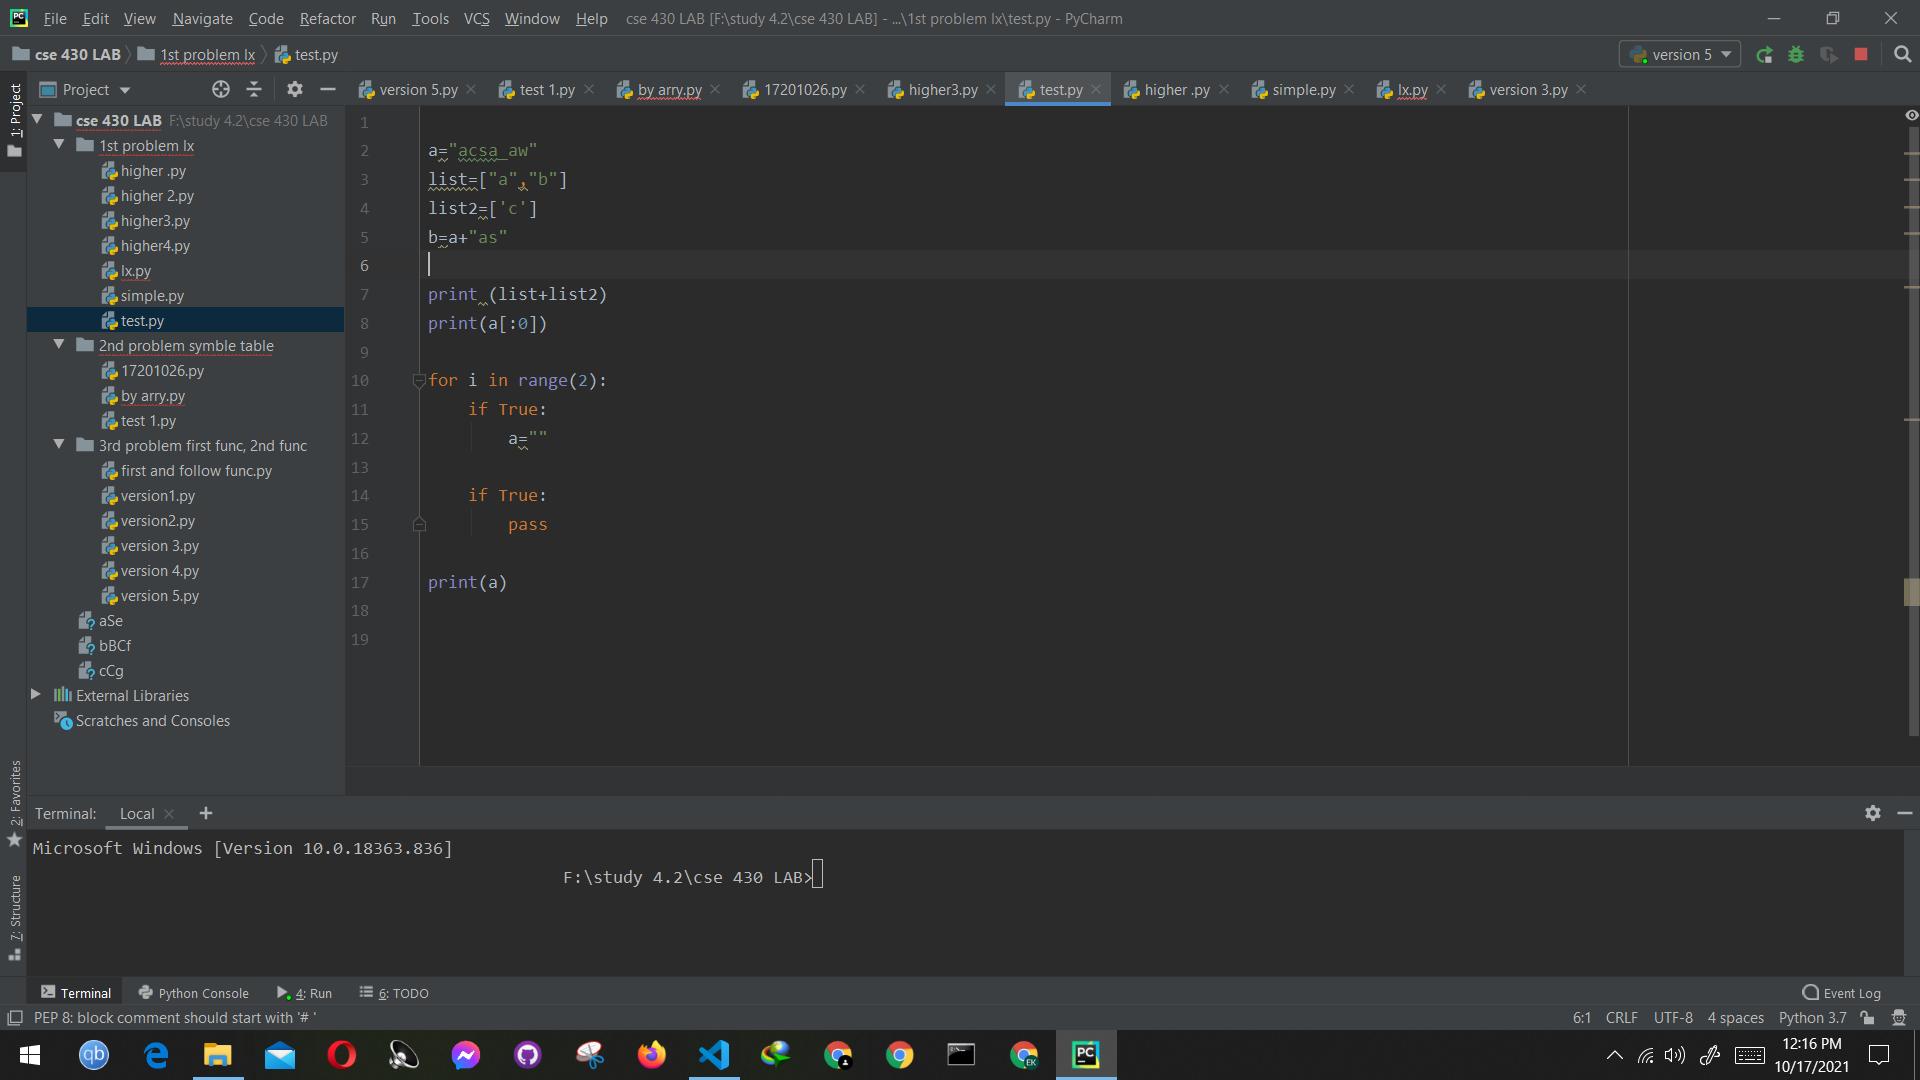 File Edit View Navigate Code Refactor Run Tools VCS Window Help cse 430 LAB [F:\study 4.2\cse 430 LAB] - ...\1st problem lx\test.py - PyCharm
cse 430 LAB 1st problem lx test.py version 5
Project version 5.py test 1.py by arry.py 17201026.py higher3.py test.py higher .py simple.py lx.py version 3.py
1: Project
cse 430 LAB F:\study 4.2\cse 430 LAB
1st problem lx
higher .py
higher 2.py
higher3.py
higher4.py
lx.py
simple.py
test.py
2nd problem symble table
17201026.py
by arry.py
test 1.py
3rd problem first func, 2nd func
first and follow func.py
version1.py
version2.py
version 3.py
version 4.py
version 5.py
aSe
bBCf
cCg
External Libraries
Scratches and Consoles
1
2 a="acsa_aw"
3 list=["a","b"]
4 list2=['c']
5 b=a+"as"
6
7 print (list+list2)
8 print(a[:0])
9
10 for i in range(2):
11 if True:
12 a=""
13
14 if True:
15 pass
16
17 print(a)
18
19
2: Favorites
7: Structure
Terminal: Local +
Microsoft Windows [Version 10.0.18363.836]
F:\study 4.2\cse 430 LAB>
Terminal Python Console 4: Run 6: TODO Event Log
PEP 8: block comment should start with '# ' 6:1 CRLF UTF-8 4 spaces Python 3.7
12:16 PM
10/17/2021
PC
qb
EK
PC